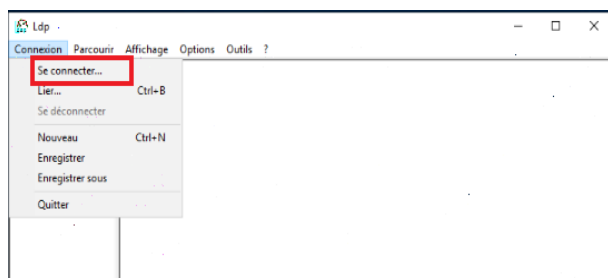 Ldp
Connexion Parcourir Affichage Options Outils ?
Se connecter...
Lier... Ctrl+B
Se déconnecter
Nouveau Ctrl+N
Enregistrer
Enregistrer sous
Quitter